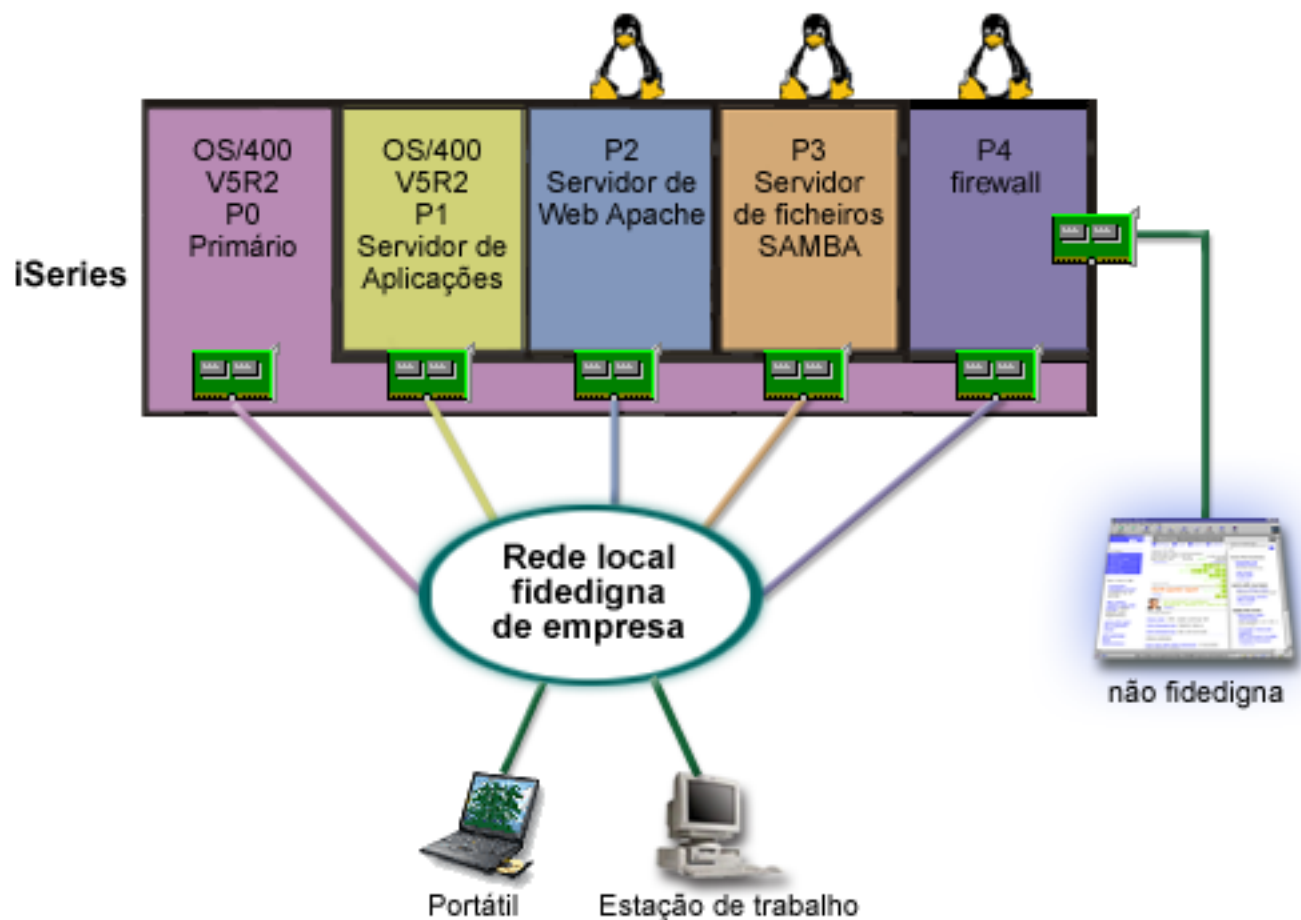 OS/400
V5R2
P0
Primário
OS/400
V5R2
P1
Servidor de
Aplicações
P2
Servidor de
Web Apache
P3
Servidor
de ficheiros
SAMBA
P4
firewall
iSeries
Rede local
fidedigna
de empresa
não fidedigna
Portátil
Estação de trabalho